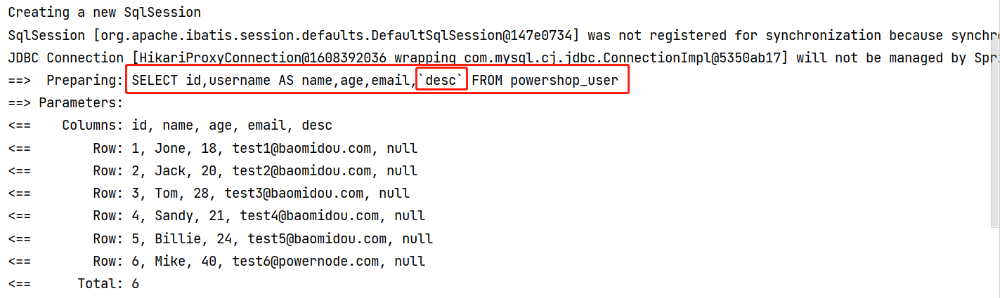 Creating a new SqlSession
SqlSession [org.apache.ibatis.session.defaults.DefaultSqlSession@147e0734] was not registered for synchronization because
JDBC Connection [HikariProxyConnection@1608392036 wrapping com.mysql.cj.jdbc.ConnectionImpl@5350ab17] will not be managed by
==>  Preparing: SELECT id,username AS name,age,email,`desc` FROM powershop_user
==> Parameters:
<==    Columns: id, name, age, email, desc
<==        Row: 1, Jone, 18, test1@baomidou.com, null
<==        Row: 2, Jack, 20, test2@baomidou.com, null
<==        Row: 3, Tom, 28, test3@baomidou.com, null
<==        Row: 4, Sandy, 21, test4@baomidou.com, null
<==        Row: 5, Billie, 24, test5@baomidou.com, null
<==        Row: 6, Mike, 40, test6@powernode.com, null
<==      Total: 6